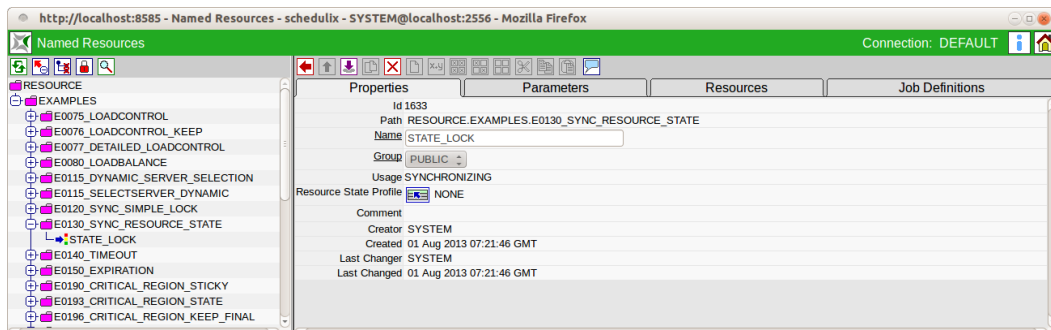 http://localhost:8585 - Named Resources - schedulix - SYSTEM@localhost:2556 - Mozilla Firefox
Named Resources
Connection: DEFAULT
RESOURCE
EXAMPLES
E0075_LOADCONTROL
E0076_LOADCONTROL_KEEP
E0077_DETAILED_LOADCONTROL
E0080_LOADBALANCE
E0115_DYNAMIC_SERVER_SELECTION
E0115_SELECTSERVER_DYNAMIC
E0120_SYNC_SIMPLE_LOCK
E0130_SYNC_RESOURCE_STATE
STATE_LOCK
E0140_TIMEOUT
E0150_EXPIRATION
E0190_CRITICAL_REGION_STICKY
E0193_CRITICAL_REGION_STATE
E0196_CRITICAL_REGION_KEEP_FINAL
Properties Parameters Resources Job Definitions
Id 1633
Path RESOURCE.EXAMPLES.E0130_SYNC_RESOURCE_STATE
Name STATE_LOCK
Group PUBLIC
Usage SYNCHRONIZING
Resource State Profile NONE
Comment
Creator SYSTEM
Created 01 Aug 2013 07:21:46 GMT
Last Changer SYSTEM
Last Changed 01 Aug 2013 07:21:46 GMT